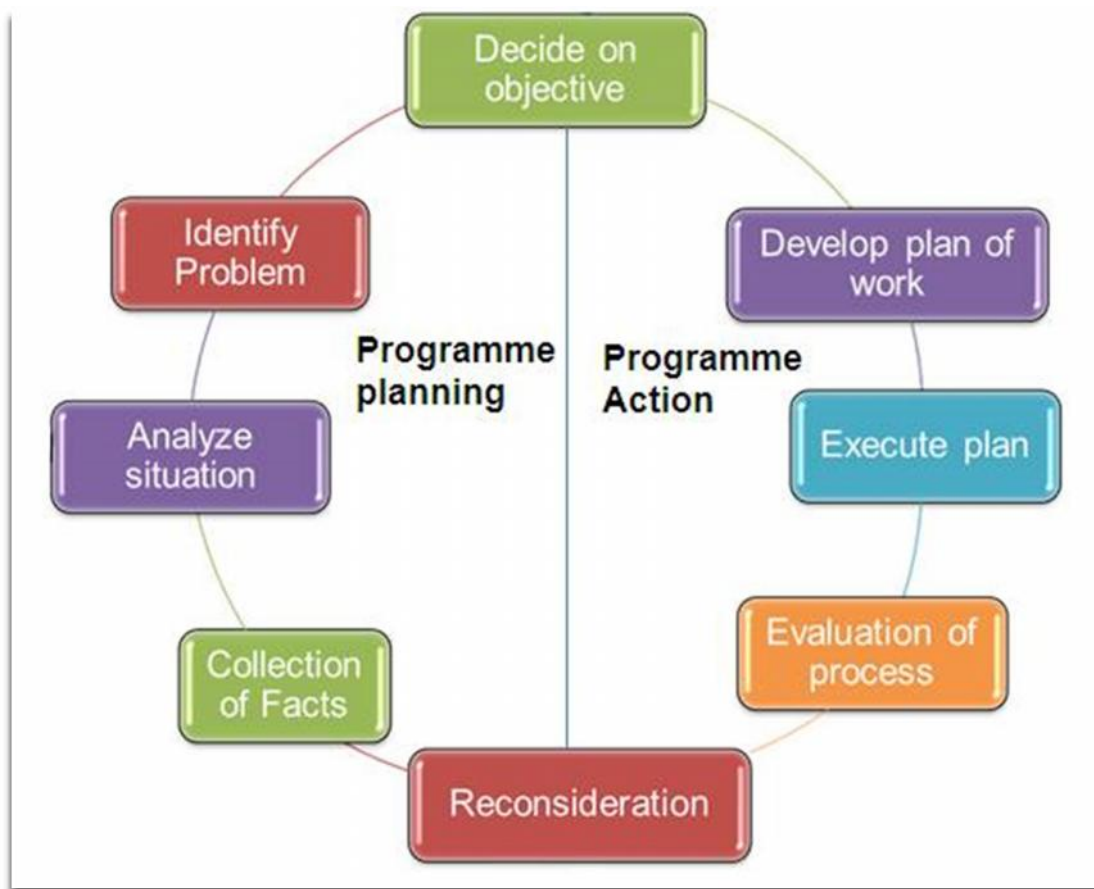 Decide on
objective
Identify
Problem
Develop plan of
work
Programme
planning
Programme
Action
Analyze
situation
Execute plan
Collection
of Facts
Evaluation of
process
Reconsideration